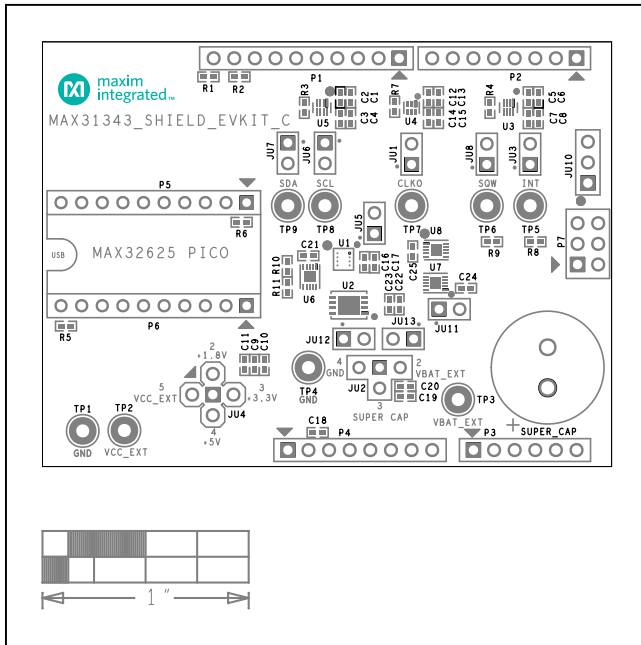 maxim
integrated™
MAX31343_SHIELD_EVKIT_C
R1 R2
P1
P2
R3 C2 C1
U5 C3 C4
R7 C12 C13
U4 C14 C15
R4 C5 C6
U3 C7 C8
JU7 JU6 JU1 JU8 JU3 JU10
SDA SCL CLKO SQW INT
TP9 TP8 TP7 TP6 TP5
P5
R6
USB
MAX32625 PICO
P6
R5
JU5
U8
C25
U7
C24
JU11
R9 R8
P7
C21 U1
R10
R11
U6
C16 C17
U2
C23 C22
JU12
JU13
C11 C9 C10
2
+1.8V
5
VCC_EXT
3
+3.3V
JU4
4
+5V
TP4
GND
4
GND
2
VBAT_EXT
JU2
3
SUPER CAP
C20
C19
TP3
VBAT_EXT
TP1
GND
TP2
VCC_EXT
C18
P4
P3
+
SUPER_CAP
1 "